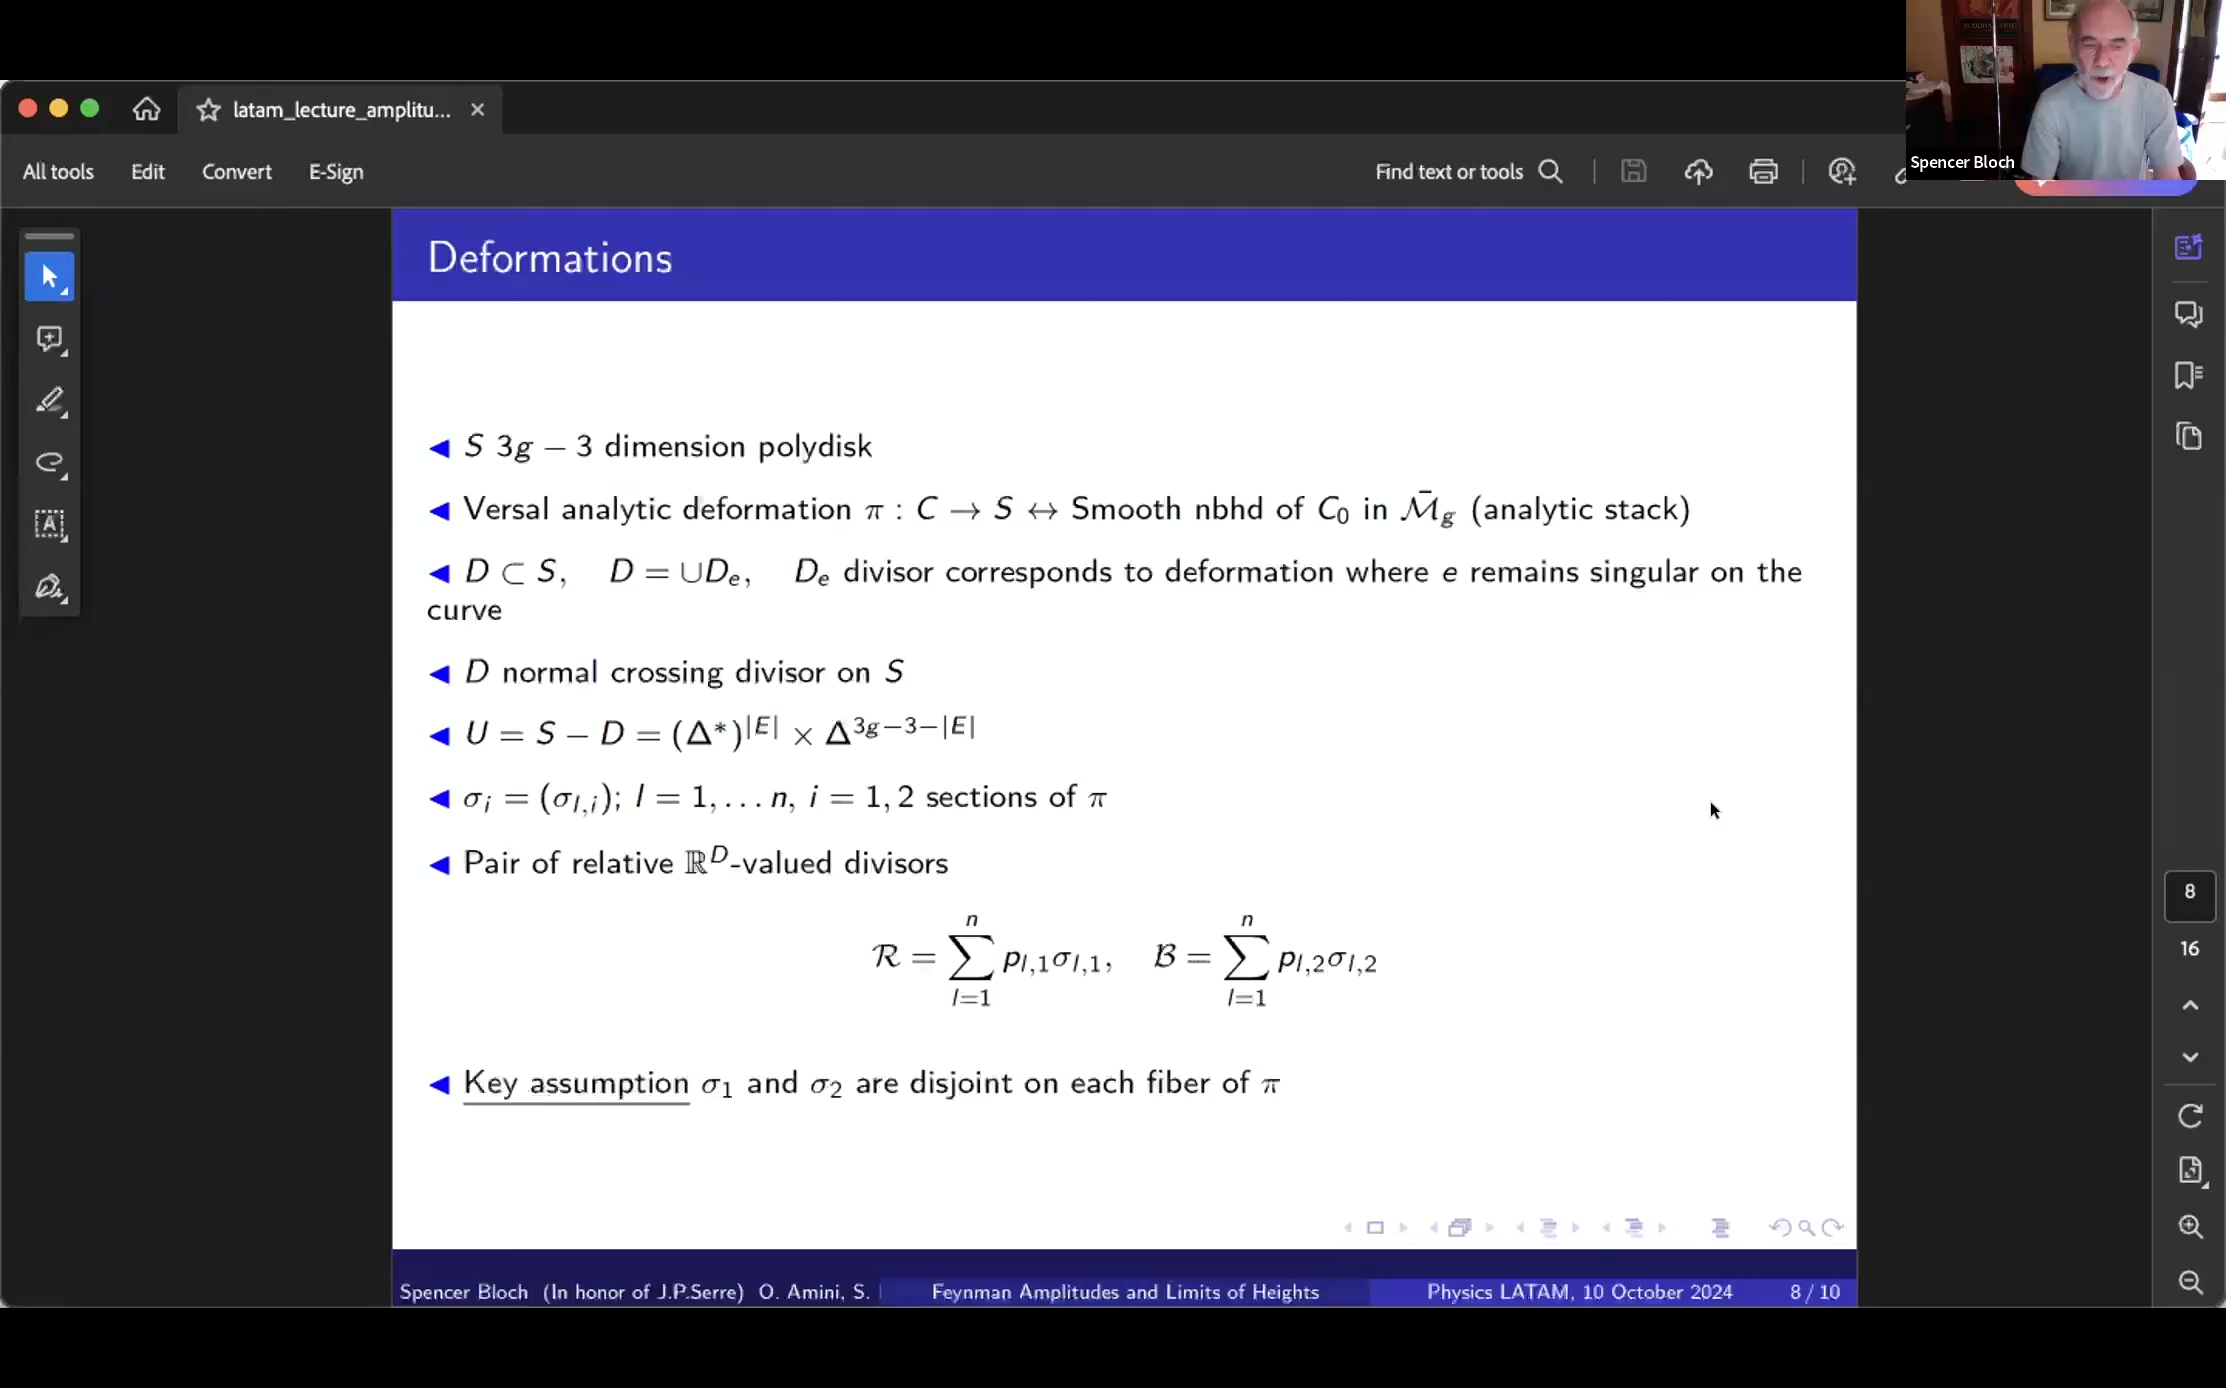 latam_lecture_amplitu...
All tools Edit Convert E-Sign Find text or tools
Spencer Bloch
Deformations
S 3g − 3 dimension polydisk
Versal analytic deformation π : C → S ↔ Smooth nbhd of C₀ in M̄_g (analytic stack)
D ⊂ S, D = ∪D_e, D_e divisor corresponds to deformation where e remains singular on the
curve
D normal crossing divisor on S
U = S − D = (Δ*)^|E| × Δ^{3g−3−|E|}
σ_i = (σ_{l,i}); l = 1, . . . n, i = 1, 2 sections of π
Pair of relative ℝ^D-valued divisors
ℛ = ∑_{l=1}^{n} p_{l,1}σ_{l,1}, ℬ = ∑_{l=1}^{n} p_{l,2}σ_{l,2}
Key assumption σ₁ and σ₂ are disjoint on each fiber of π
Spencer Bloch (In honor of J.P.Serre) O. Amini, S. Feynman Amplitudes and Limits of Heights Physics LATAM, 10 October 2024 8 / 10
8
16